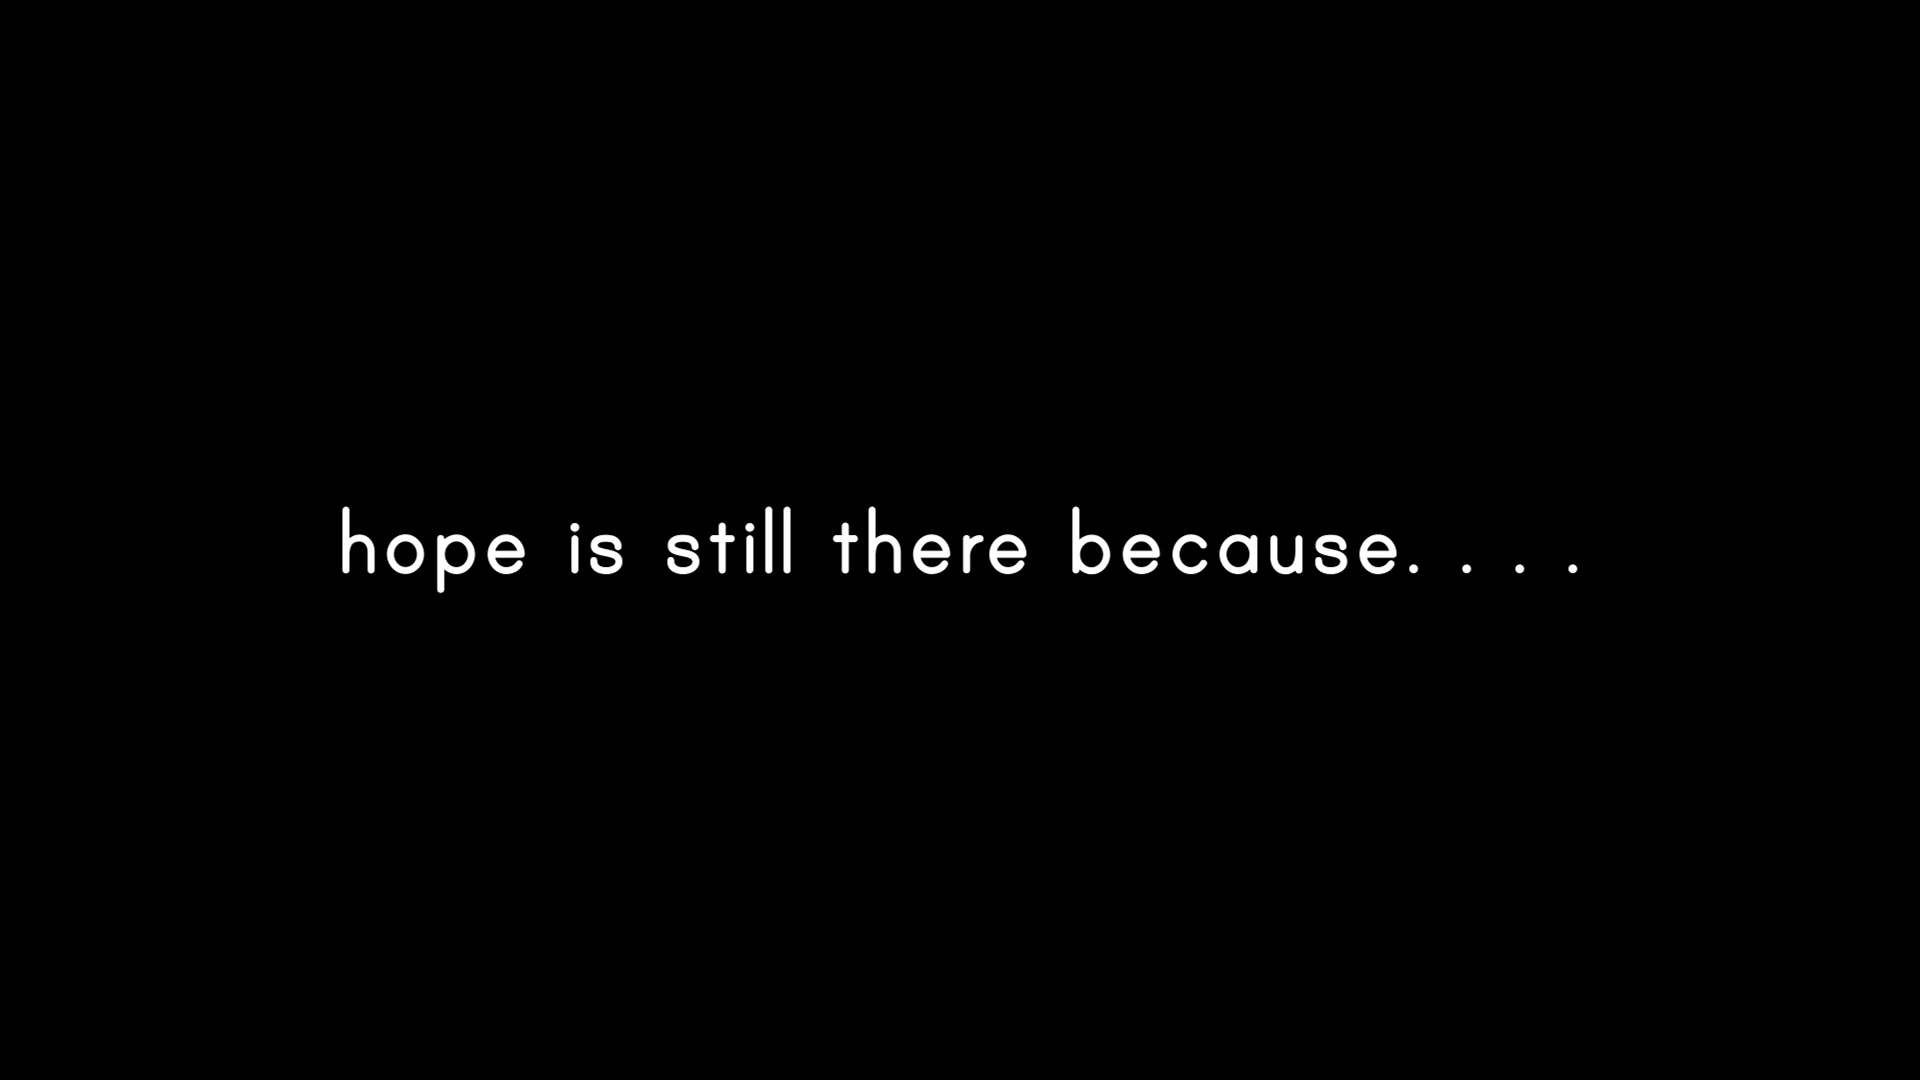 hope is still there because. . . .